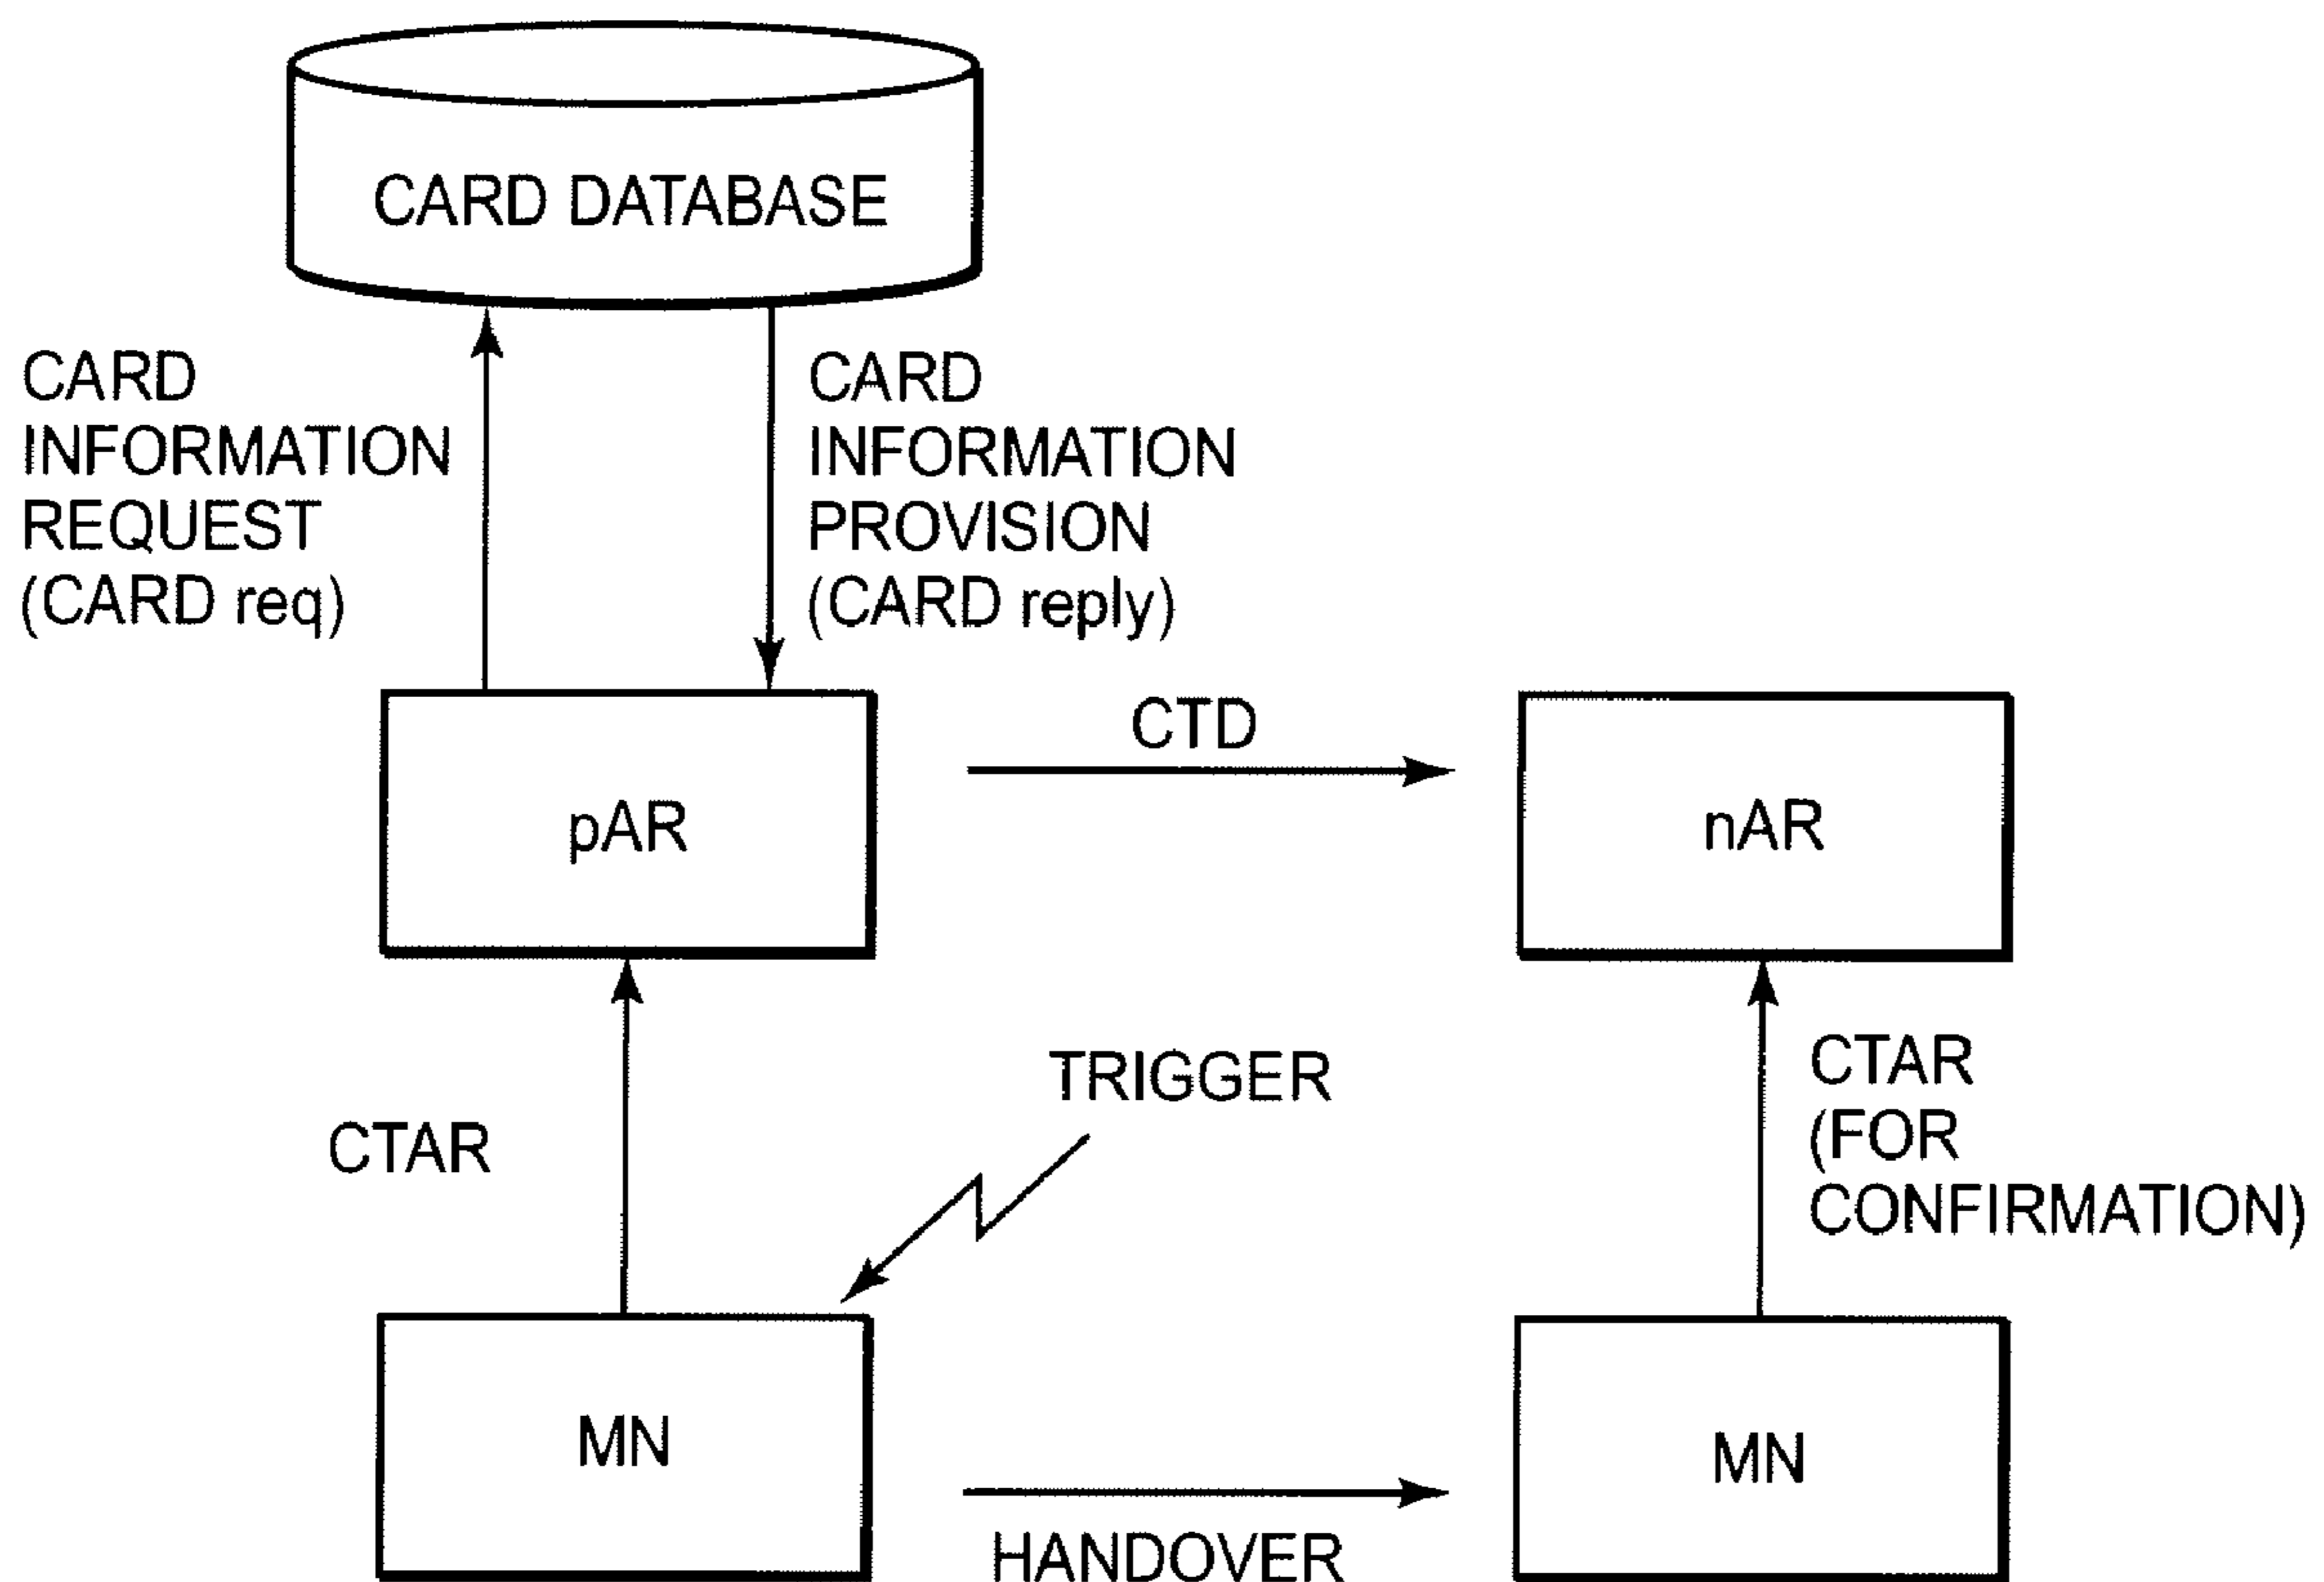 CARD DATABASE
CARD
INFORMATION
REQUEST
(CARD req)
CARD
INFORMATION
PROVISION
(CARD reply)
pAR
CTD
nAR
CTAR
TRIGGER
CTAR
(FOR
CONFIRMATION)
MN
HANDOVER
MN